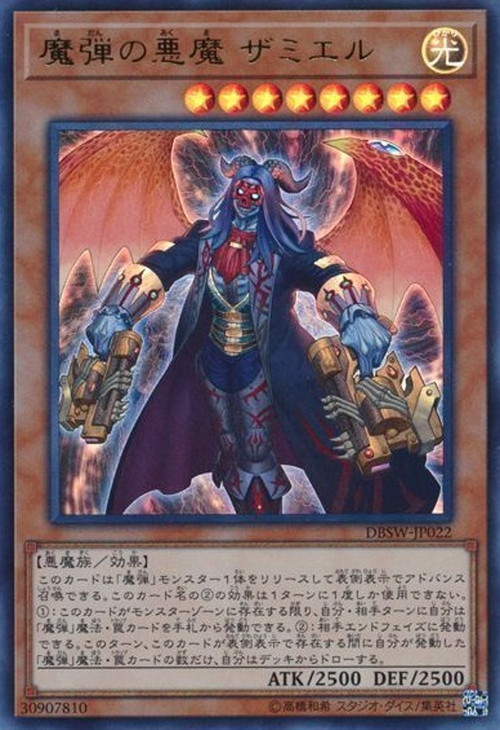 魔弾の悪魔 ザミエル
光
DBSW-JP022
【悪魔族／効果】
このカードは「魔弾」モンスター１体をリリースして表側表示でアドバンス
召喚できる。このカード名の②の効果は１ターンに１度しか使用できない。
①：このカードがモンスターゾーンに存在する限り、自分・相手ターンに自分は
「魔弾」魔法・罠カードを手札から発動できる。②：相手エンドフェイズに発動
できる。このターン、このカードが表側表示で存在する間に自分が発動した
「魔弾」魔法・罠カードの数だけ、自分はデッキからドローする。
ATK/2500 DEF/2500
30907810
©高橋和希 スタジオ・ダイス/集英社